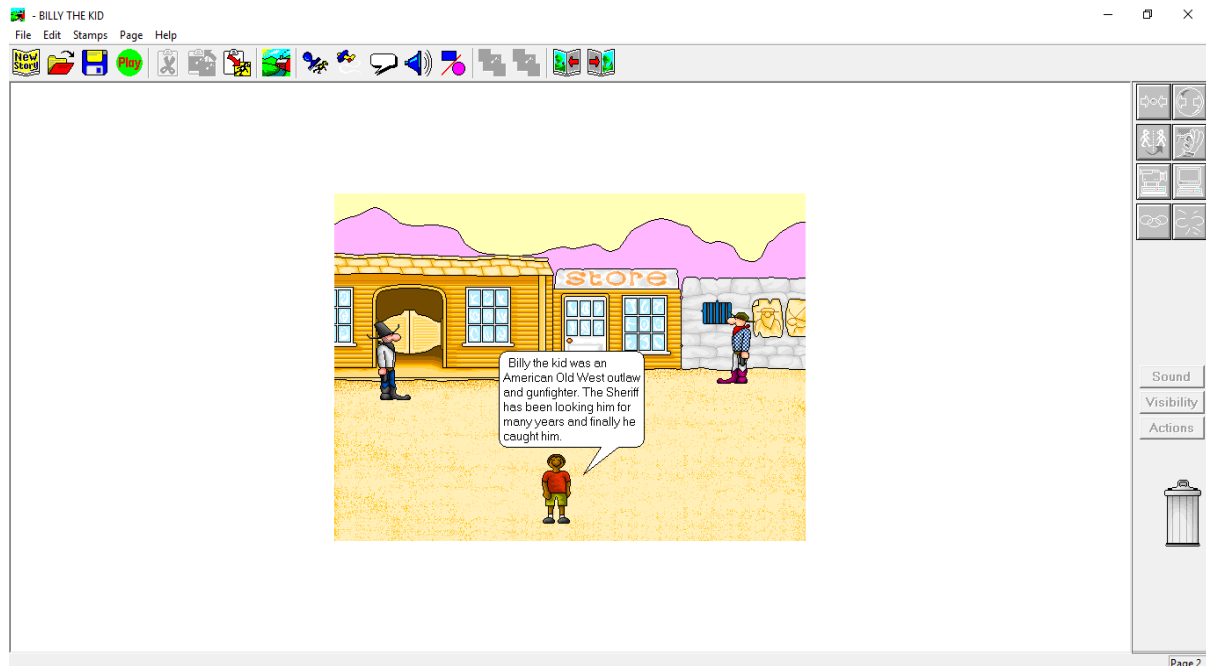 - BILLY THE KID
File Edit Stamps Page Help
New Story Play
store
Billy the kid was an
American Old West outlaw
and gunfighter. The Sheriff
has been looking him for
many years and finally he
caught him.
Sound
Visibility
Actions
Page 2